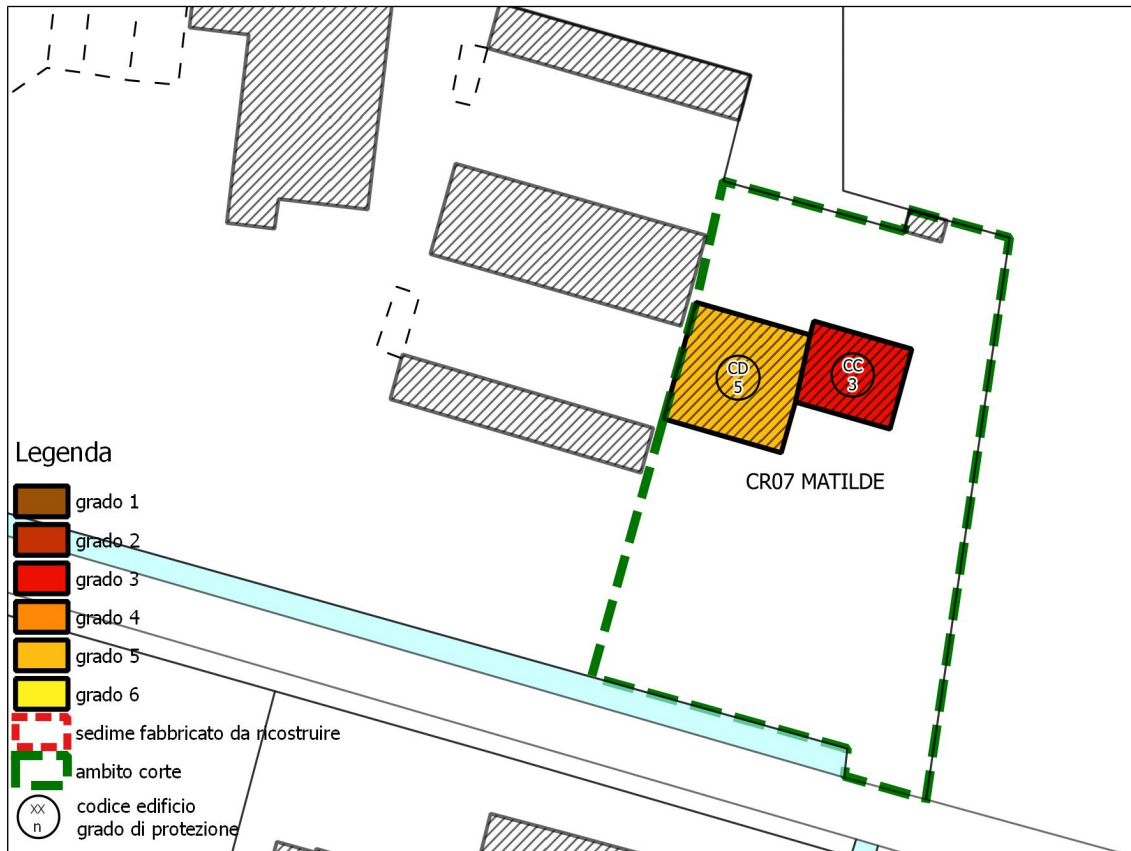 CD
5
CC
3
CR07 MATILDE
Legenda
grado 1
grado 2
grado 3
grado 4
grado 5
grado 6
sedime fabbricato da ricostruire
ambito corte
xx
n
codice edificio
grado di protezione